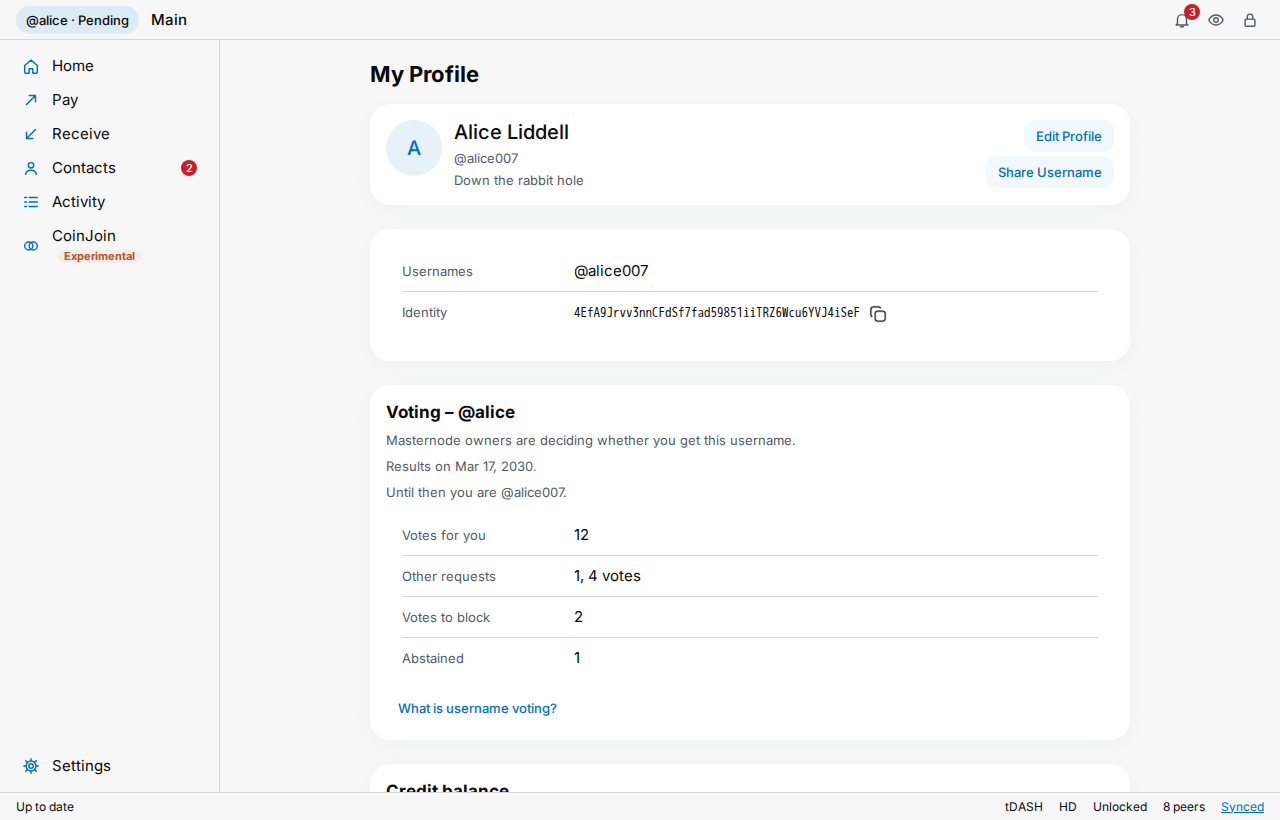 @alice · Pending
Main
3
Home
Pay
Receive
Contacts
2
Activity
CoinJoin
Experimental
Settings
My Profile
A
Alice Liddell
@alice007
Down the rabbit hole
Edit Profile
Share Username
Usernames @alice007
Identity 4EfA9Jrvv3nnCFdSf7fad59851iiTRZ6Wcu6YVJ4iSeF
Voting – @alice
Masternode owners are deciding whether you get this username.
Results on Mar 17, 2030.
Until then you are @alice007.
Votes for you 12
Other requests 1, 4 votes
Votes to block 2
Abstained 1
What is username voting?
Credit balance
Up to date
tDASH HD Unlocked 8 peers Synced